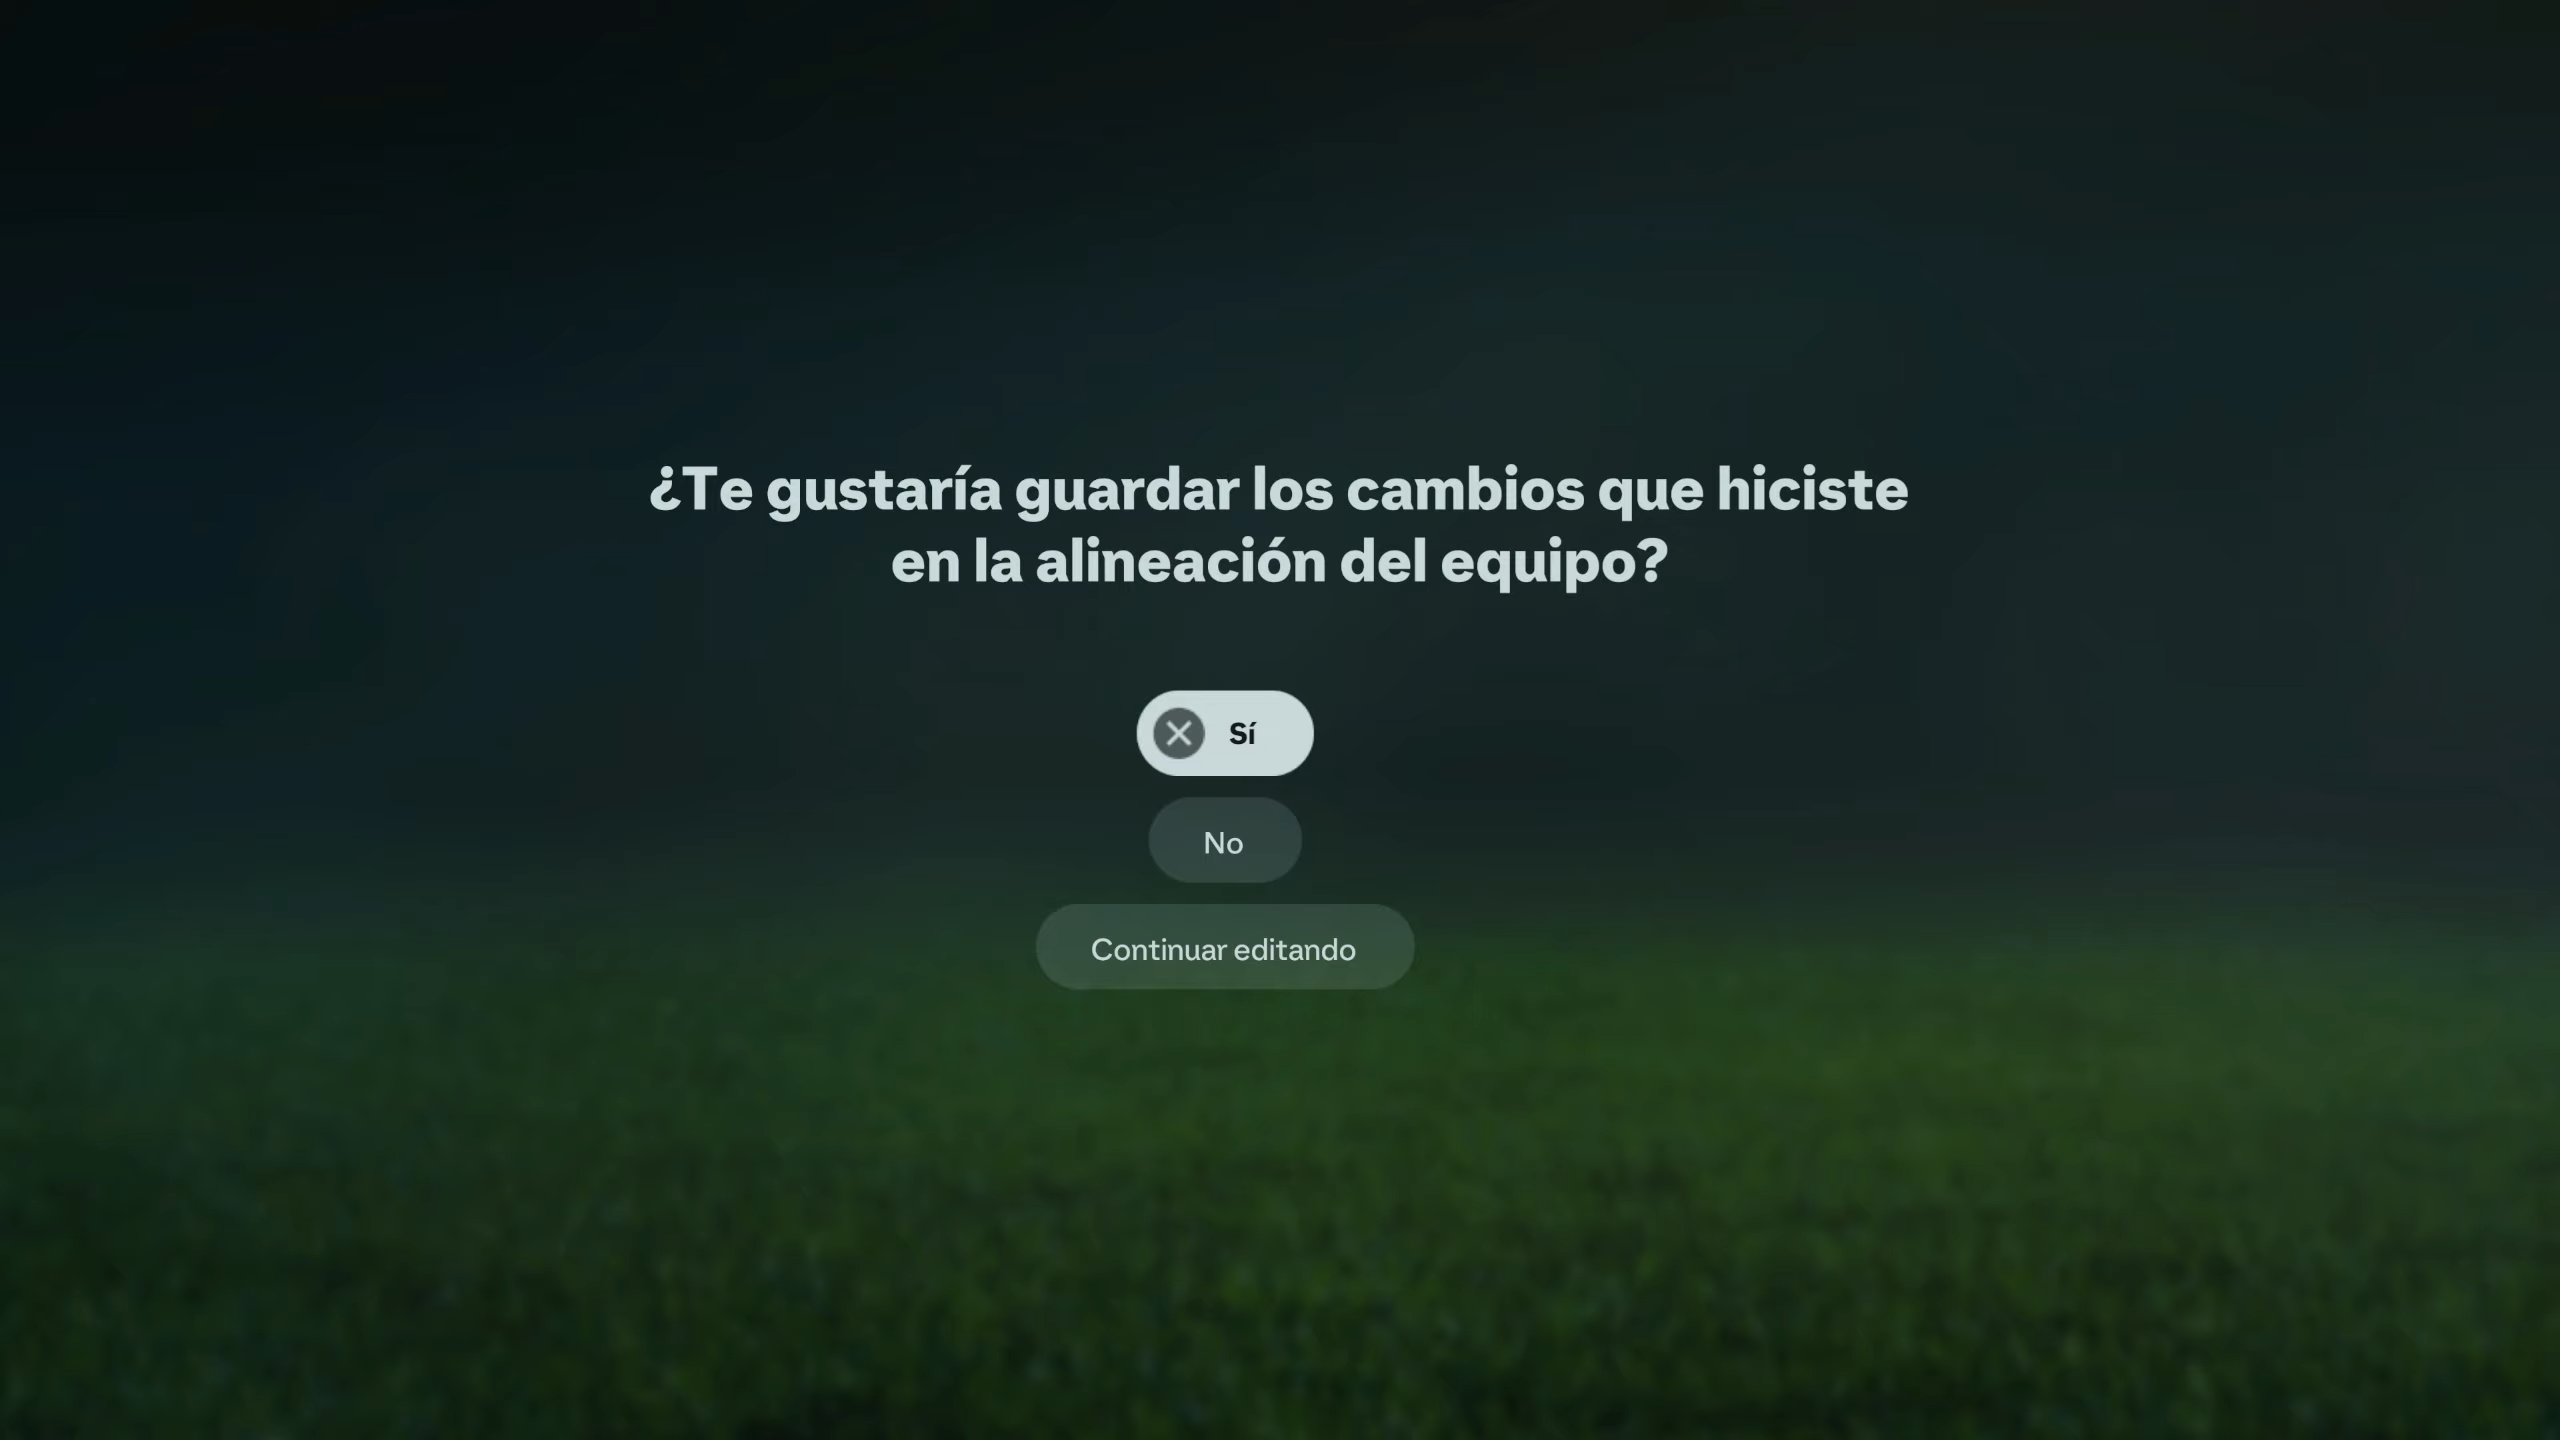 ¿Te gustaría guardar los cambios que hiciste
en la alineación del equipo?
Sí
No
Continuar editando